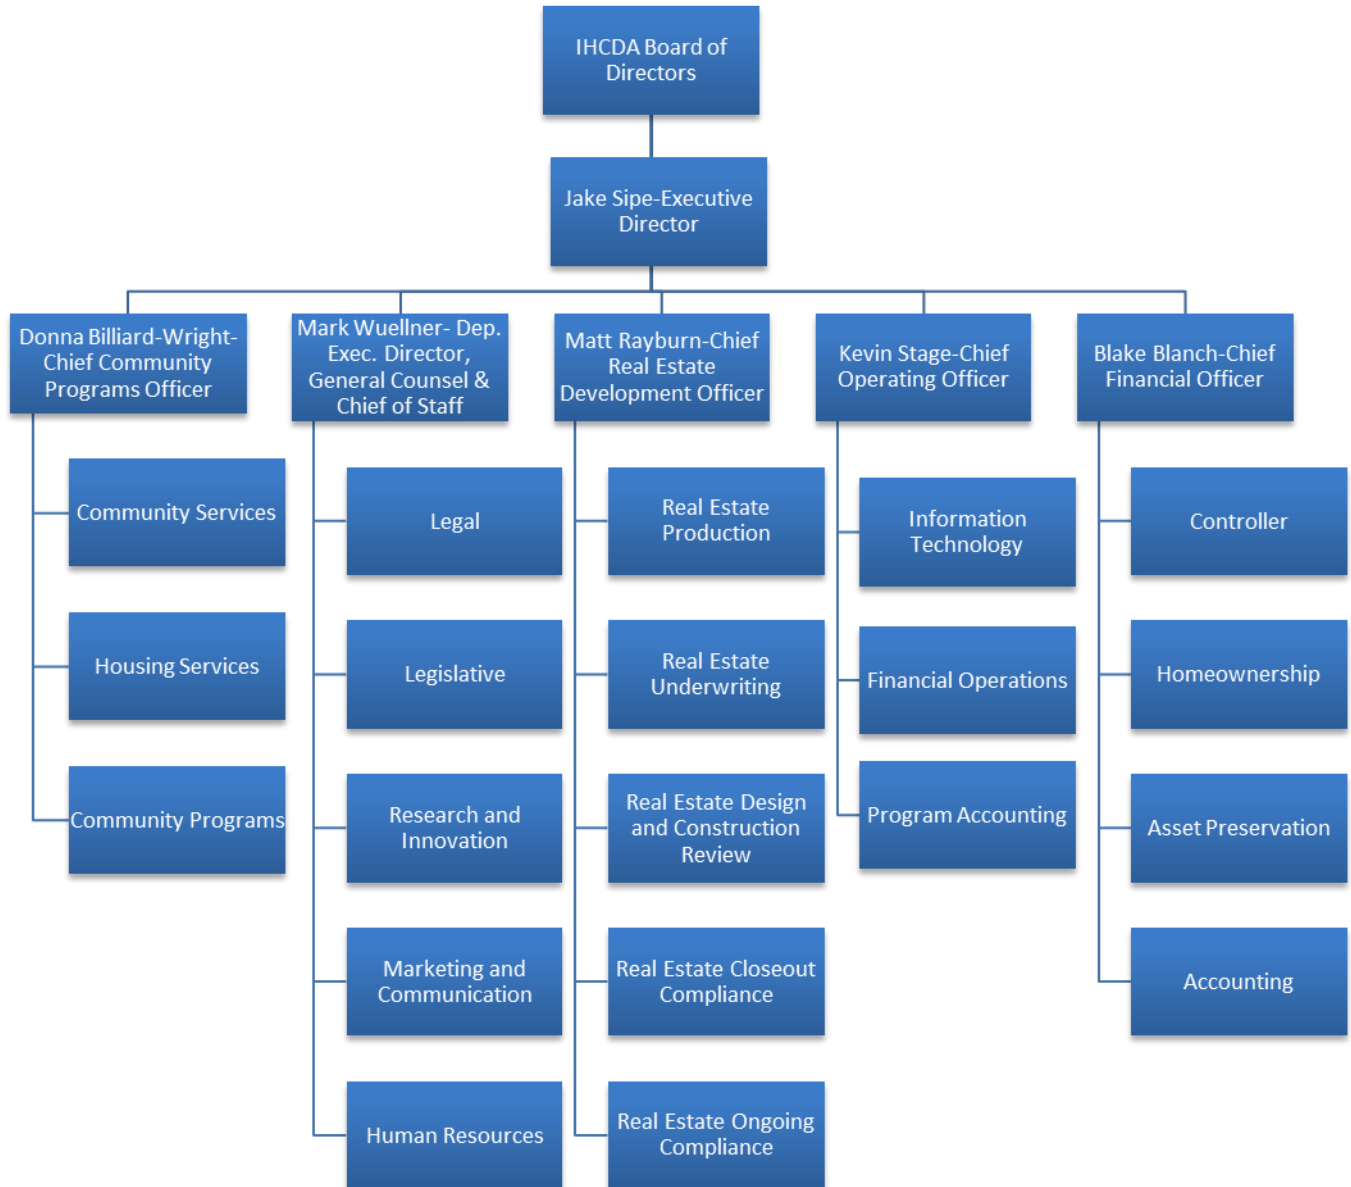 IHCDA Board of
Directors
Jake Sipe-Executive
Director
Donna Billiard-Wright-
Chief Community
Programs Officer
Mark Wuellner- Dep.
Exec. Director,
General Counsel &
Chief of Staff
Matt Rayburn-Chief
Real Estate
Development Officer
Kevin Stage-Chief
Operating Officer
Blake Blanch-Chief
Financial Officer
Community Services
Housing Services
Community Programs
Legal
Legislative
Research and
Innovation
Marketing and
Communication
Human Resources
Real Estate
Production
Real Estate
Underwriting
Real Estate Design
and Construction
Review
Real Estate Closeout
Compliance
Real Estate Ongoing
Compliance
Information
Technology
Financial Operations
Program Accounting
Controller
Homeownership
Asset Preservation
Accounting